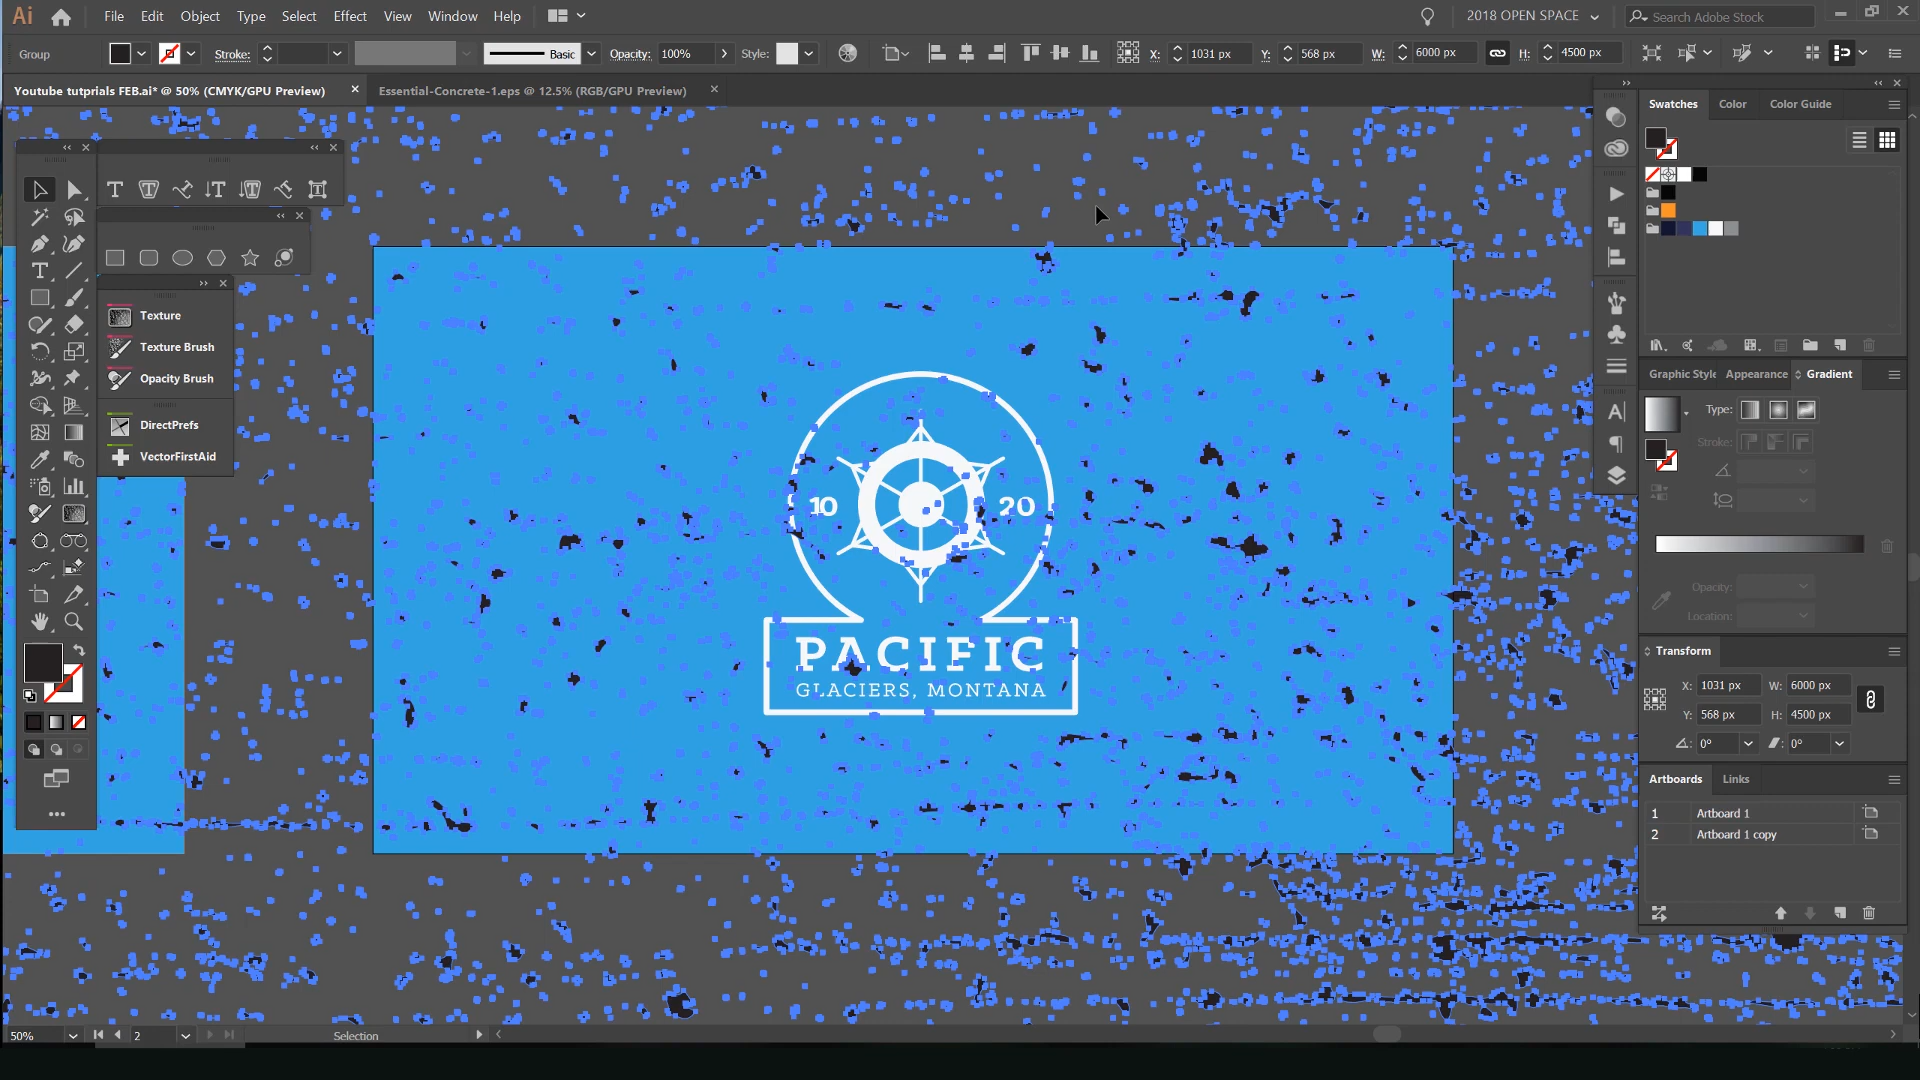 Ai File Edit Object Type Select Effect View Window Help 2018 OPEN SPACE Search Adobe Stock
Group Stroke: Basic Opacity: 100% Style: X: 1031 px Y: 568 px W: 6000 px H: 4500 px
Youtube tutprials FEB.ai* @ 50% (CMYK/GPU Preview) Essential-Concrete-1.eps @ 12.5% (RGB/GPU Preview)
Swatches Color Color Guide
Texture
Texture Brush
Opacity Brush
DirectPrefs
VectorFirstAid
10 20
PACIFIC
GLACIERS, MONTANA
Graphic Style Appearance Gradient
Type:
Stroke:
Opacity:
Location:
Transform
X: 1031 px W: 6000 px
Y: 568 px H: 4500 px
0° 0°
Artboards Links
1 Artboard 1
2 Artboard 1 copy
50% 2 Selection